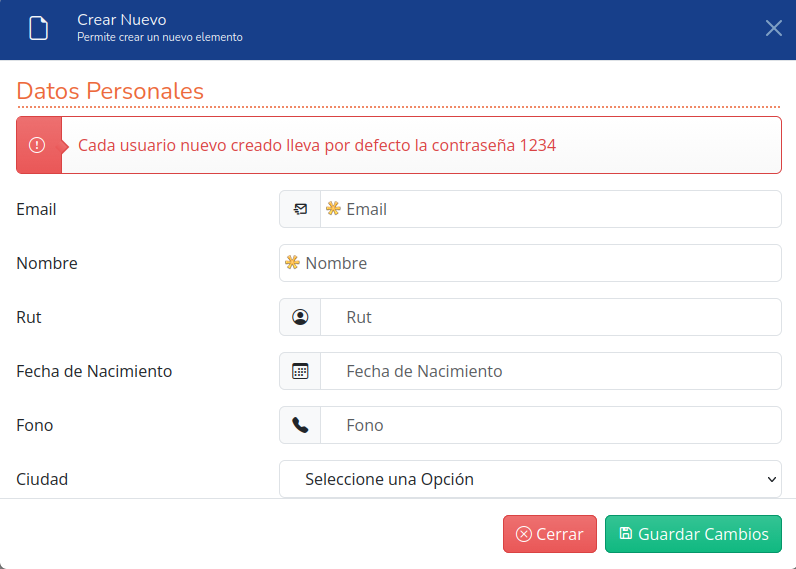 Crear Nuevo
Permite crear un nuevo elemento
Datos Personales
Cada usuario nuevo creado lleva por defecto la contraseña 1234
Email Email
Nombre Nombre
Rut Rut
Fecha de Nacimiento Fecha de Nacimiento
Fono Fono
Ciudad Seleccione una Opción
Cerrar Guardar Cambios